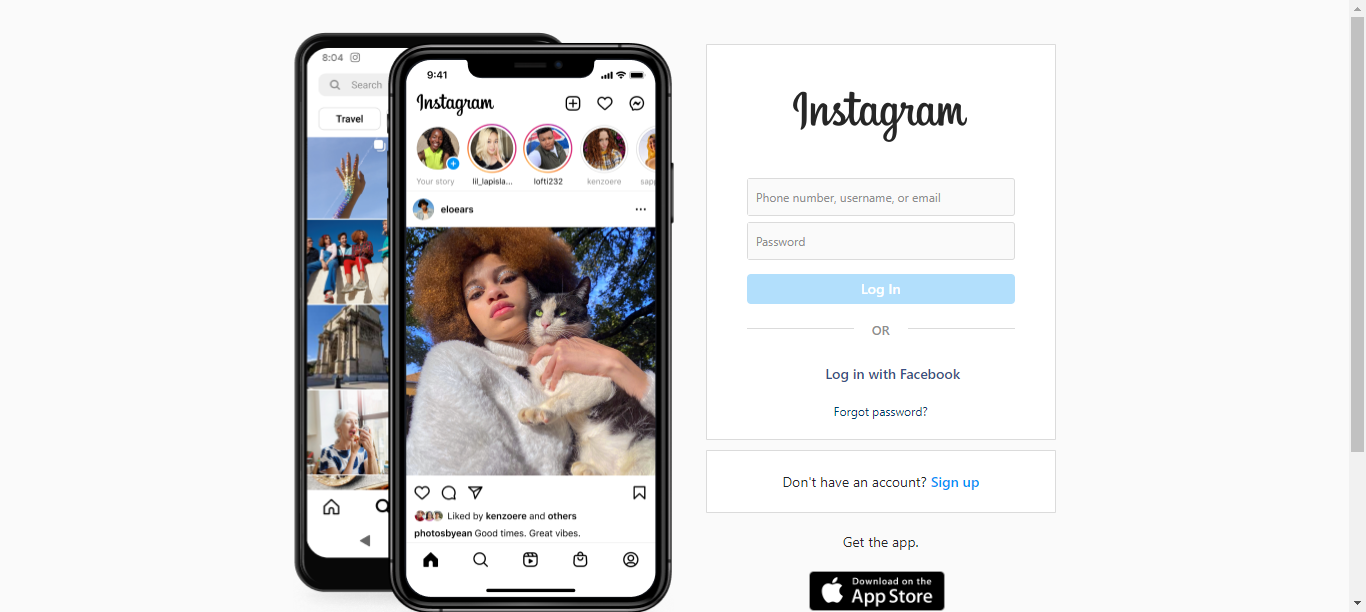 8:04
Search
Travel
9:41
Instagram
Your story
lil_lapisla...
lofti232
kenzoere
sap
eloears
Liked by kenzoere and others
photosbyean Good times. Great vibes.
Instagram
Phone number, username, or email
Password
Log In
OR
Log in with Facebook
Forgot password?
Don't have an account? Sign up
Get the app.
Download on the
App Store